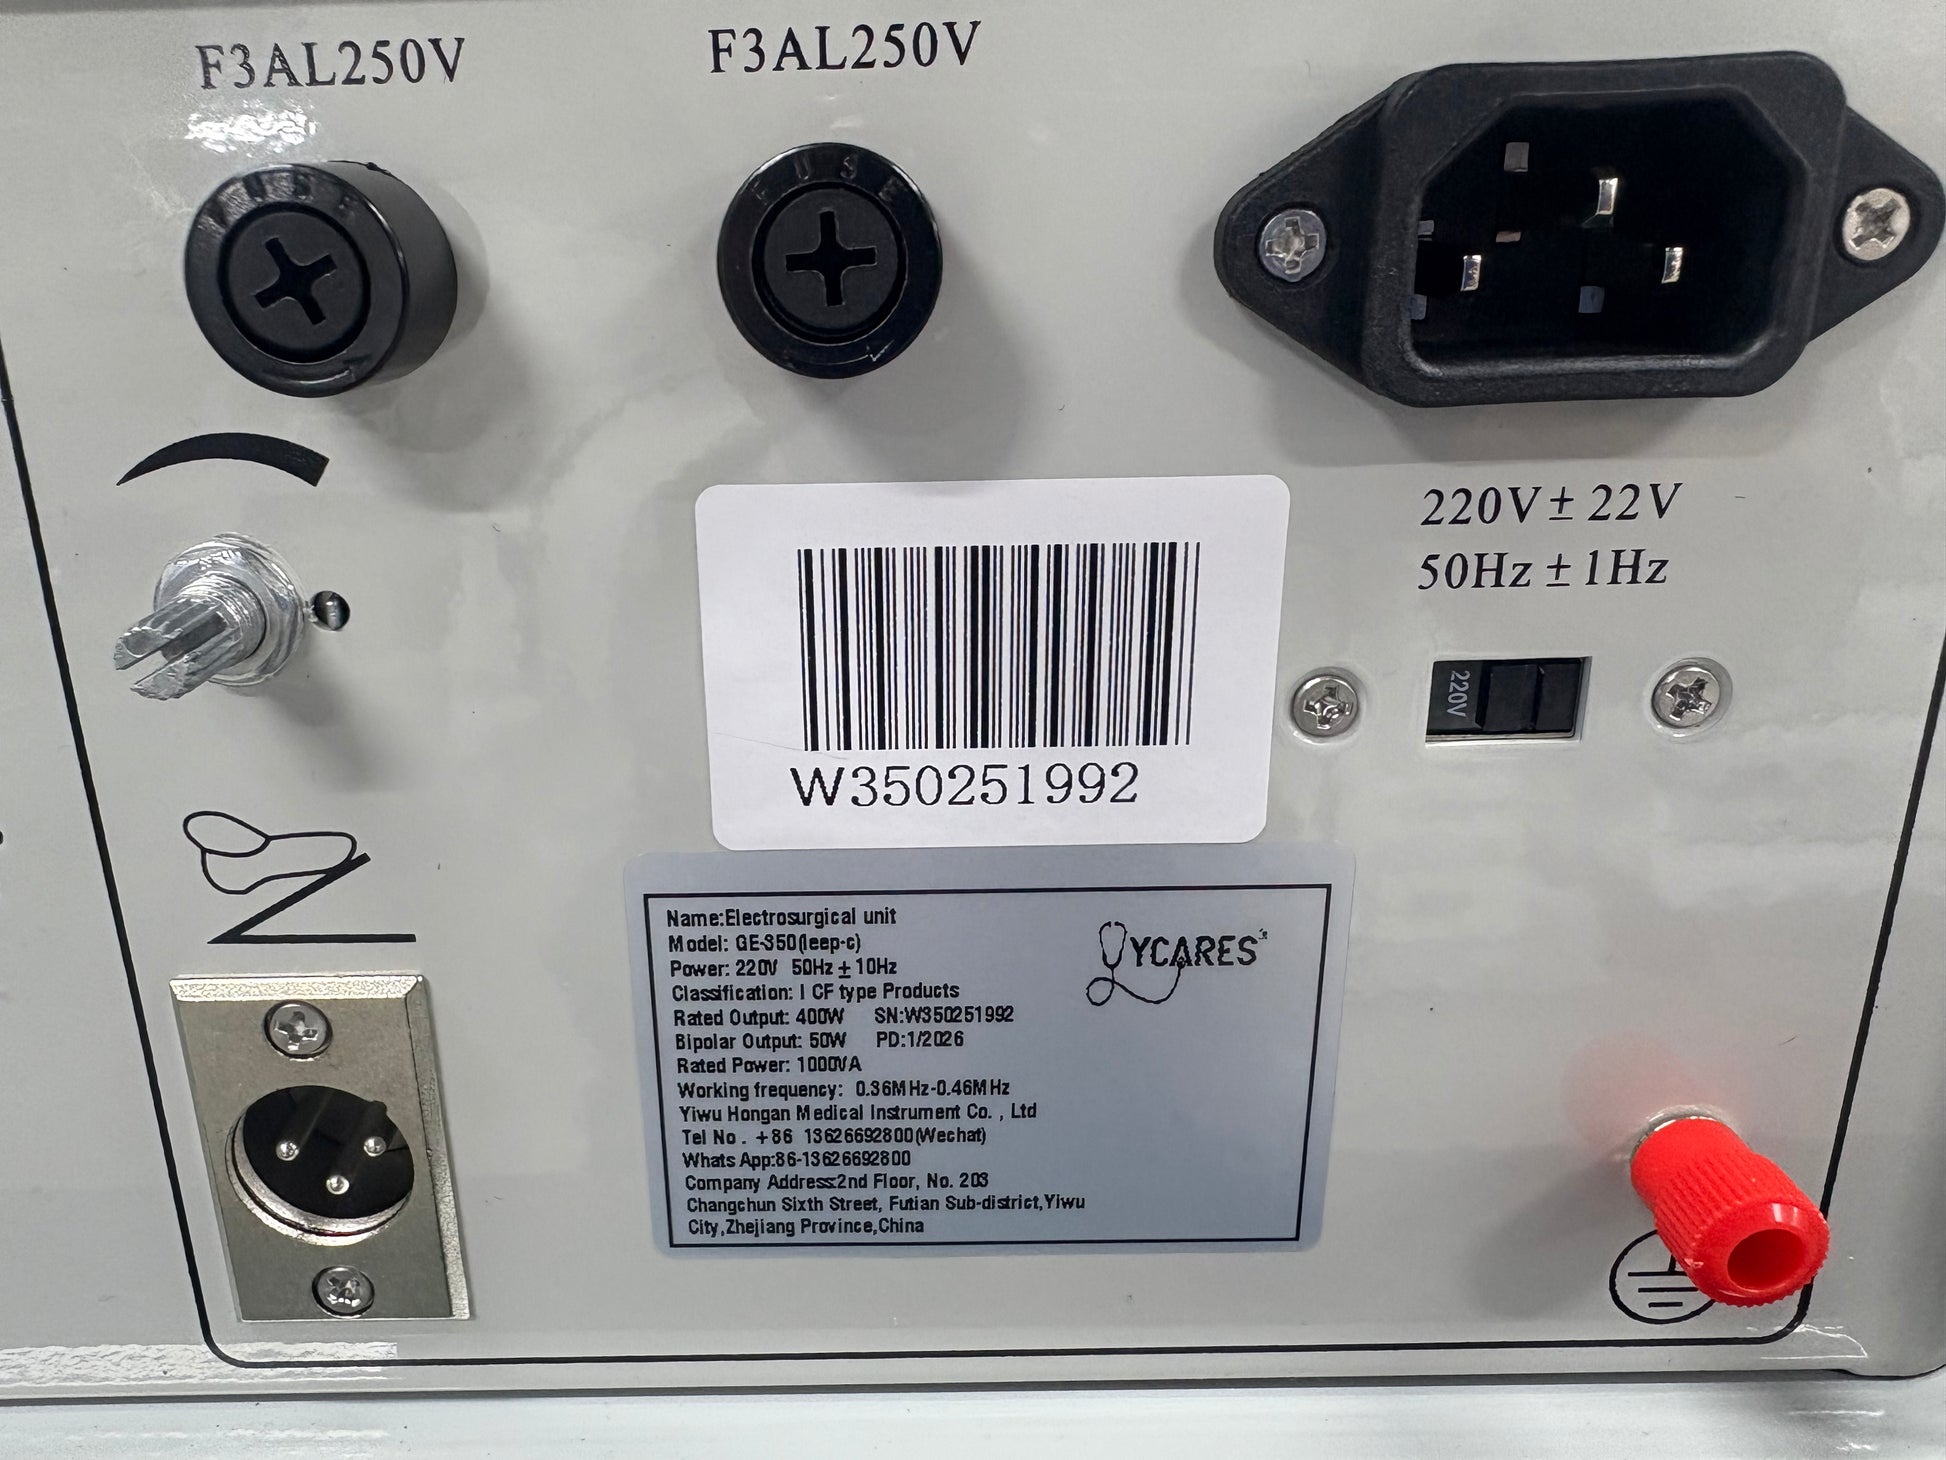 F3AL250V
F3AL250V
FUSE
FUSE
220V±22V
50Hz±1Hz
220V
W350251992
Name:Electrosurgical unit
Model: GE-350(leep-c)
Power: 220V 50Hz±10Hz
Classification: I CF type Products
Rated Output: 400W SN:W350251992
Bipolar Output: 50W PD:1/2026
Rated Power: 1000VA
Working frequency: 0.36MHz-0.46MHz
Yiwu Hongan Medical Instrument Co. , Ltd
Tel No . +86 13626692800(Wechat)
Whats App:86-13626692800
Company Address:2nd Floor, No. 203
Changchun Sixth Street, Futian Sub-district,Yiwu
City,Zhejiang Province,China
YCARES